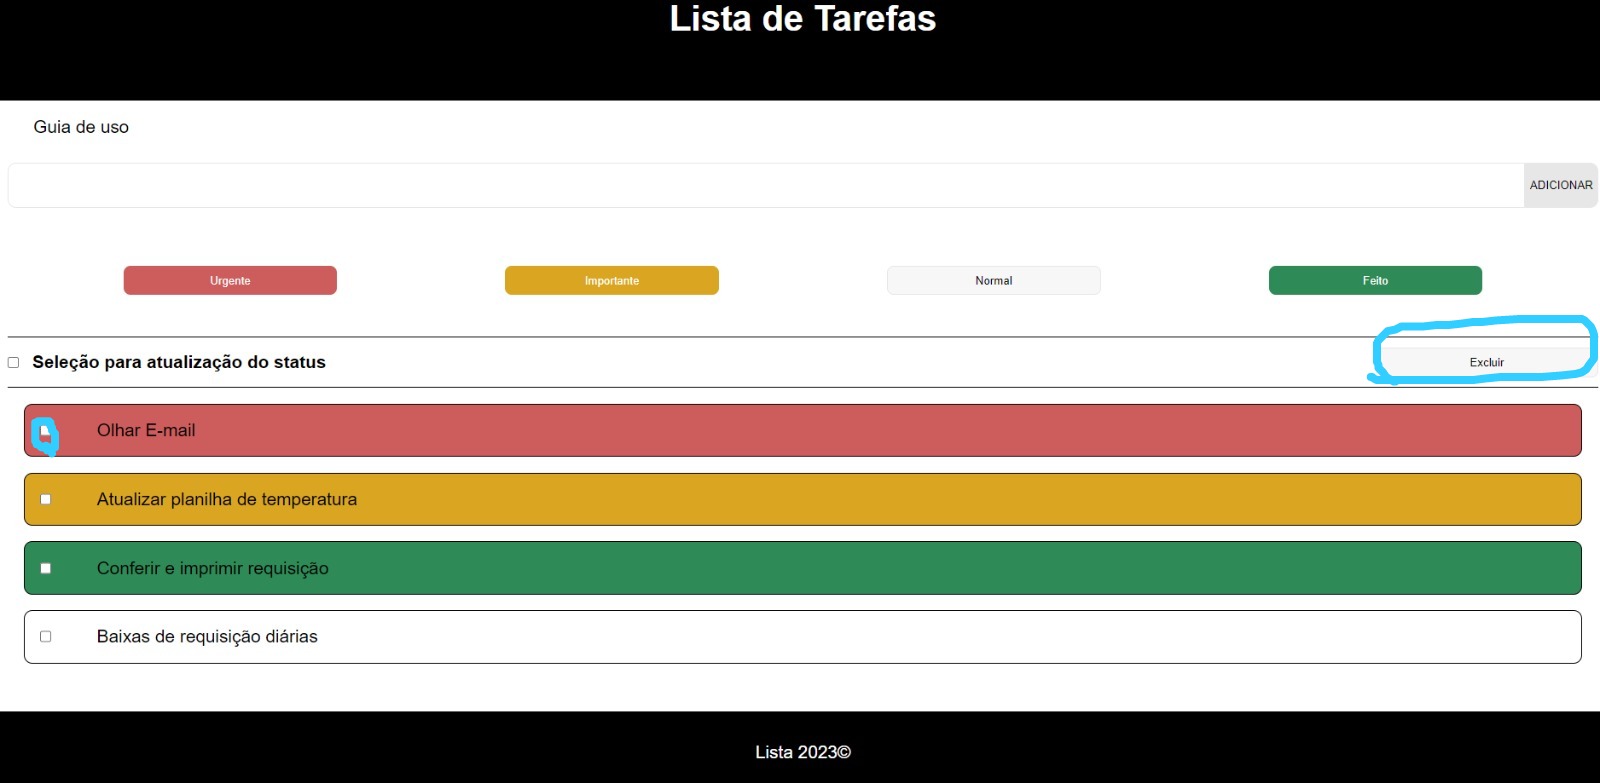 Lista de Tarefas
Guia de uso
ADICIONAR
Urgente Importante Normal Feito
Seleção para atualização do status Excluir
Olhar E-mail
Atualizar planilha de temperatura
Conferir e imprimir requisição
Baixas de requisição diárias
Lista 2023©